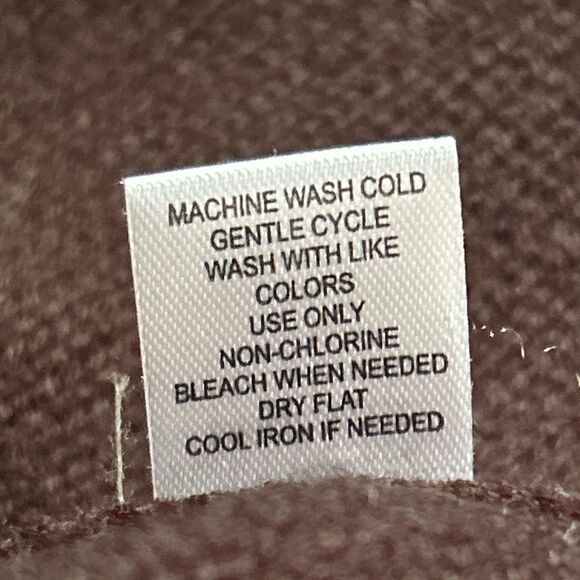 MACHINE WASH COLD
GENTLE CYCLE
WASH WITH LIKE
COLORS
USE ONLY
NON-CHLORINE
BLEACH WHEN NEEDED
DRY FLAT
COOL IRON IF NEEDED